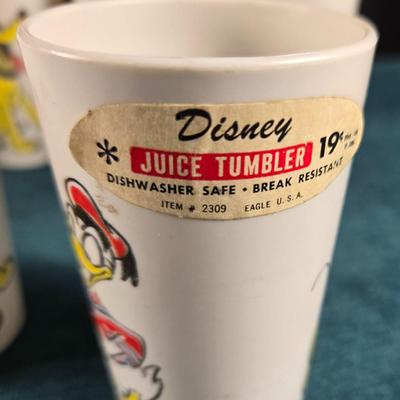 Disney
* JUICE TUMBLER 19¢
DISHWASHER SAFE • BREAK RESISTANT
ITEM # 2309 EAGLE U.S.A.